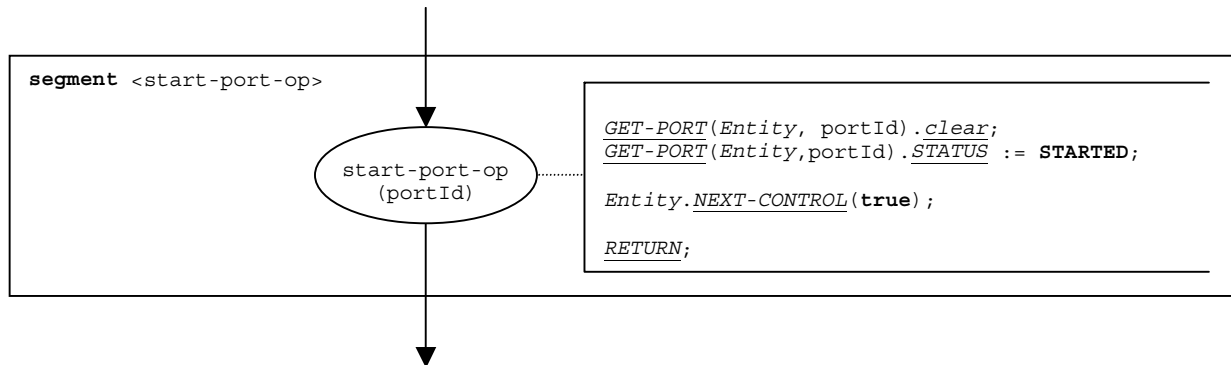 segment <start-port-op>
start-port-op
(portId)
GET-PORT(Entity, portId).clear;
GET-PORT(Entity,portId).STATUS := STARTED;
Entity.NEXT-CONTROL(true);
RETURN;